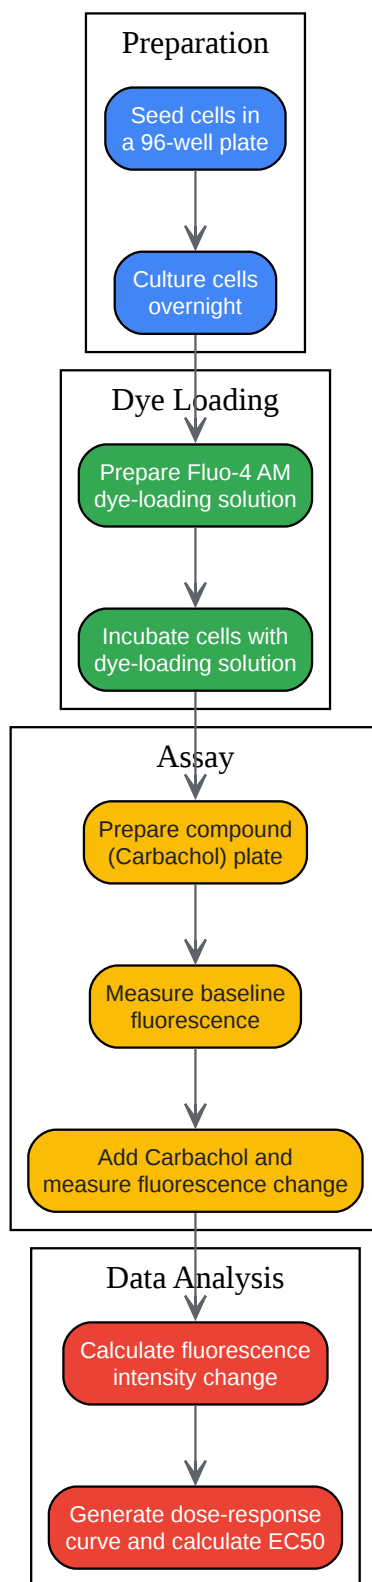 Preparation
Seed cells in
a 96-well plate
Culture cells
overnight
Dye Loading
Prepare Fluo-4 AM
dye-loading solution
Incubate cells with
dye-loading solution
Assay
Prepare compound
(Carbachol) plate
Measure baseline
fluorescence
Add Carbachol and
measure fluorescence change
Data Analysis
Calculate fluorescence
intensity change
Generate dose-response
curve and calculate EC50